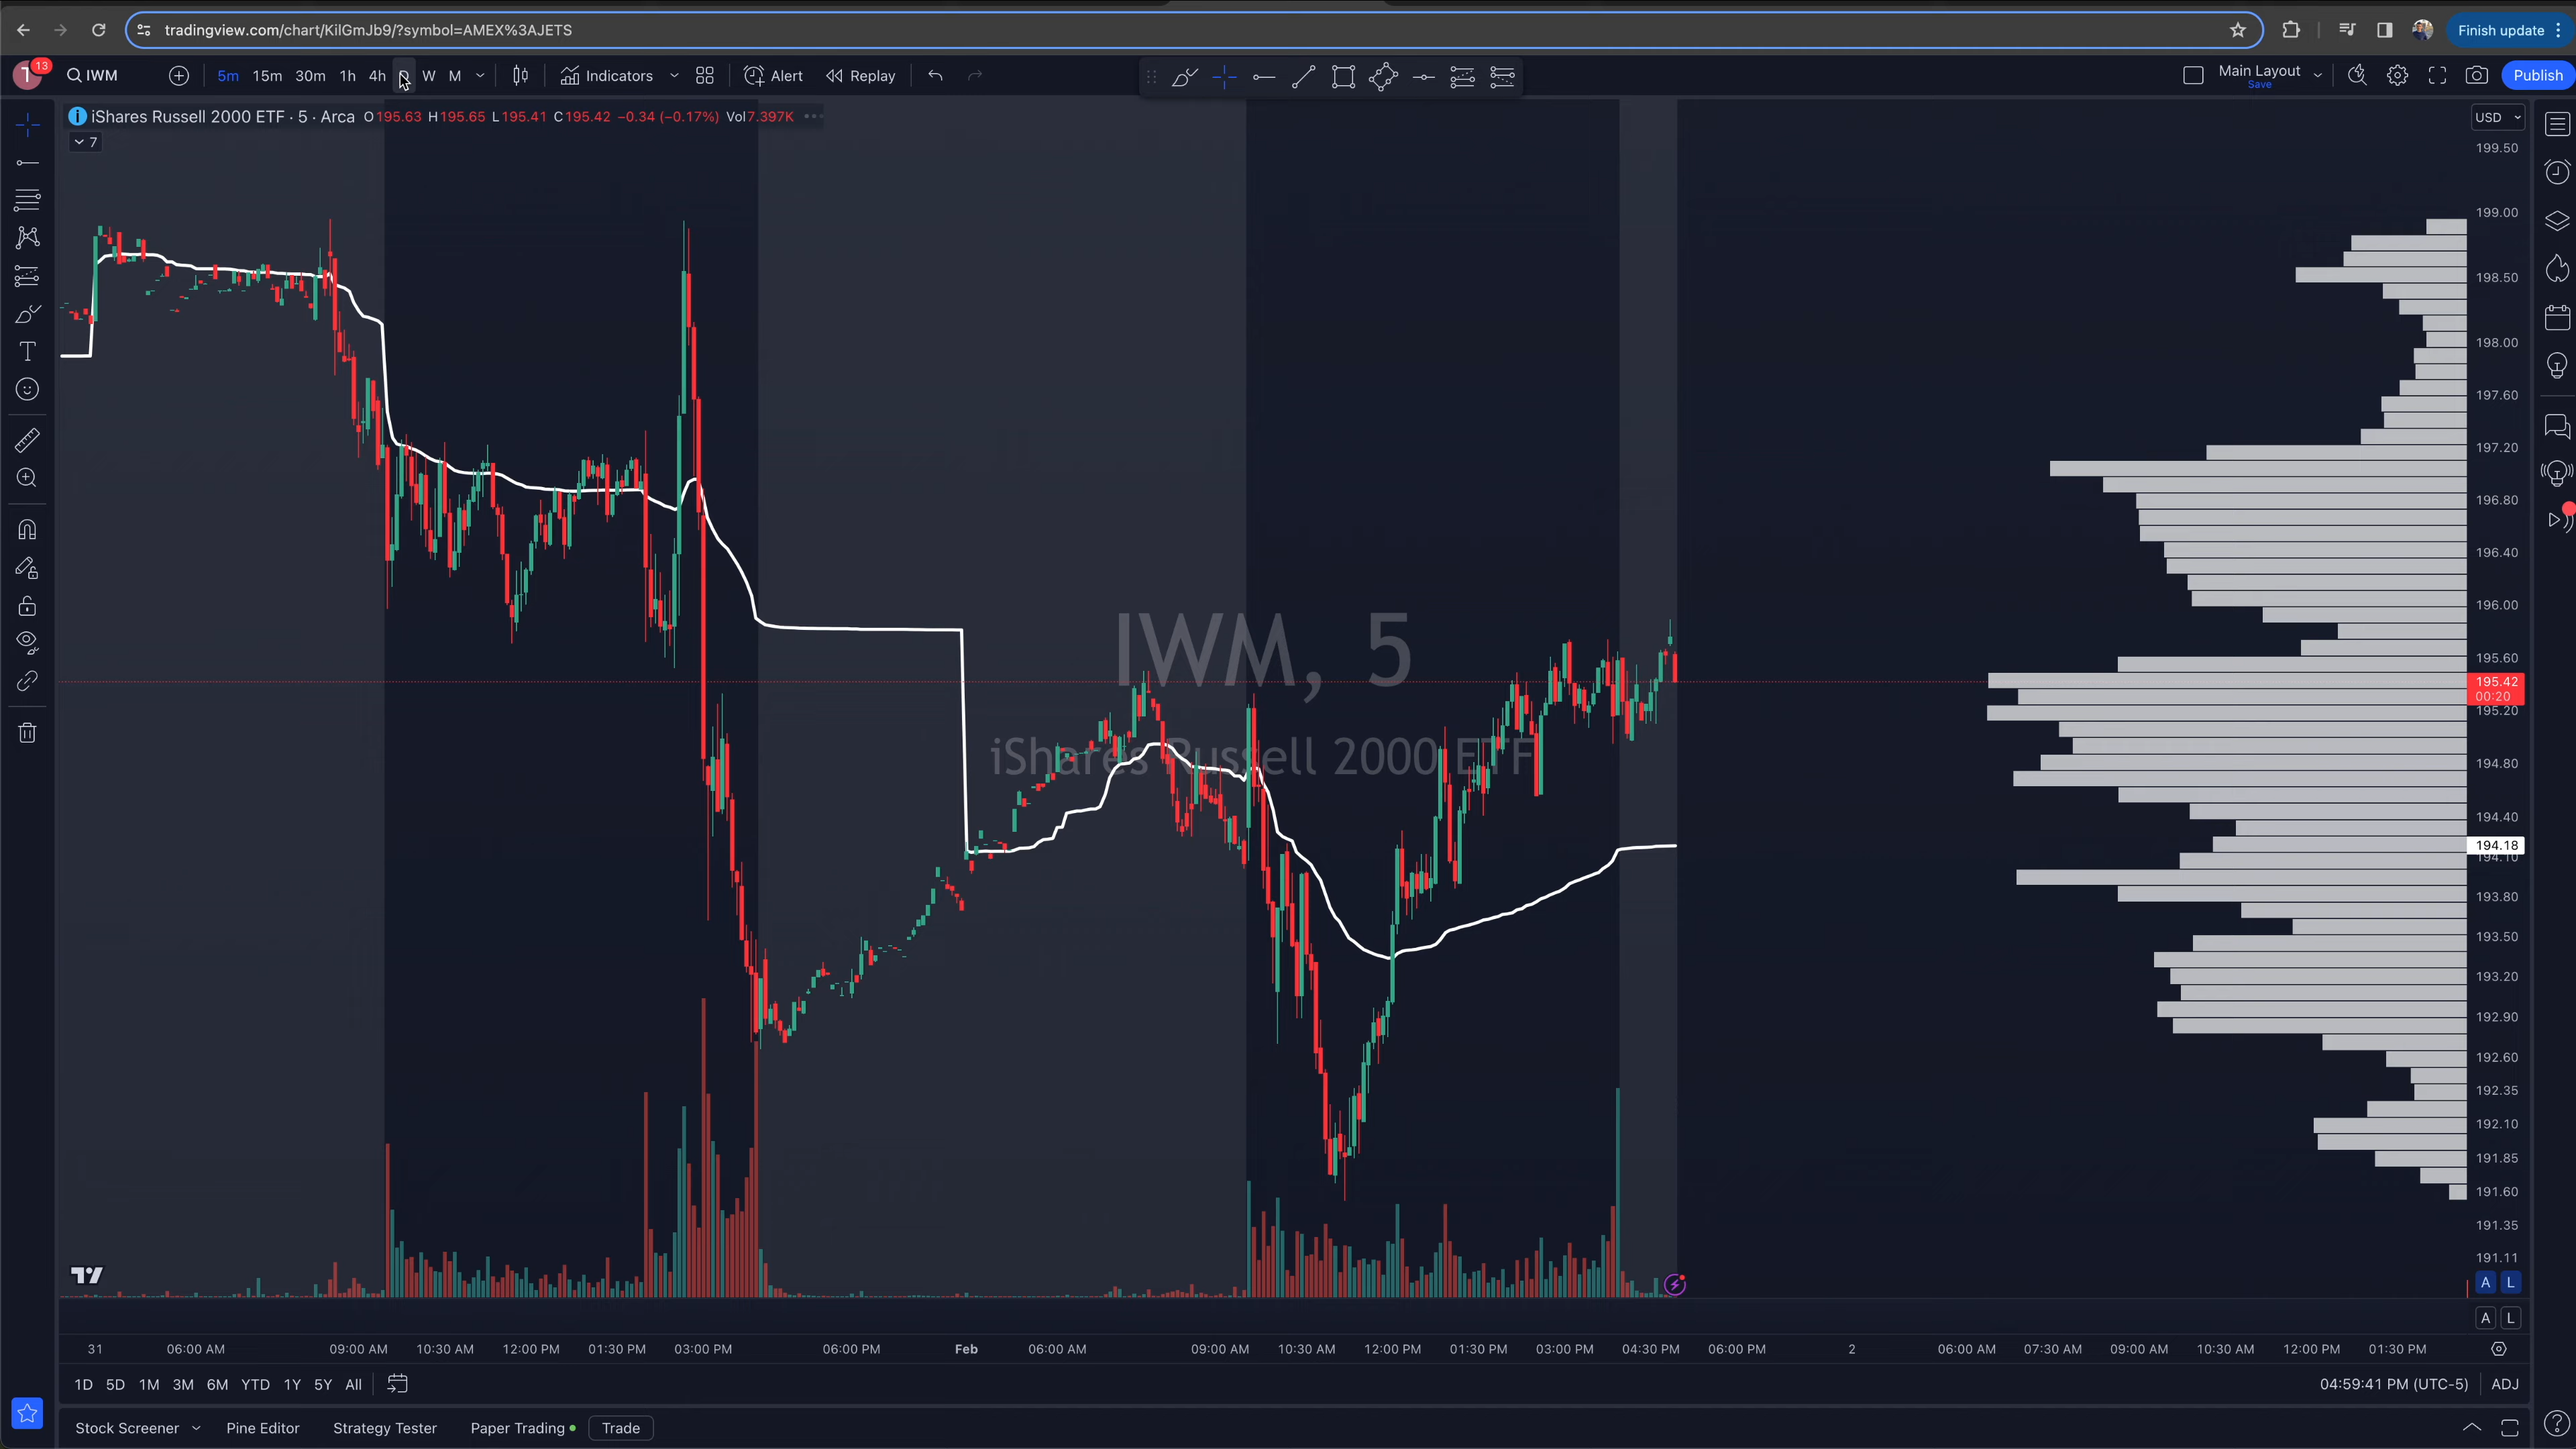 tradingview.com/chart/KilGmJb9/?symbol=AMEX%3AJETS
Finish update
13
IWM
5m 15m 30m 1h 4h W M
Indicators
Alert
Replay
Main Layout
Save
Publish
iShares Russell 2000 ETF · 5 · Arca O195.63 H195.65 L195.41 C195.42 −0.34 (−0.17%) Vol7.397K
7
USD
199.50
199.00
198.50
198.00
197.60
197.20
196.80
196.40
196.00
195.60
195.42
00:20
195.20
194.80
194.40
194.18
194.10
193.80
193.50
193.20
192.90
192.60
192.35
192.10
191.85
191.60
191.35
191.11
IWM, 5
iShares Russell 2000 ETF
A L
A L
31 06:00 AM 09:00 AM 10:30 AM 12:00 PM 01:30 PM 03:00 PM 06:00 PM Feb 06:00 AM 09:00 AM 10:30 AM 12:00 PM 01:30 PM 03:00 PM 04:30 PM 06:00 PM 2 06:00 AM 07:30 AM 09:00 AM 10:30 AM 12:00 PM 01:30 PM
1D 5D 1M 3M 6M YTD 1Y 5Y All
04:59:41 PM (UTC-5) ADJ
Stock Screener Pine Editor Strategy Tester Paper Trading Trade